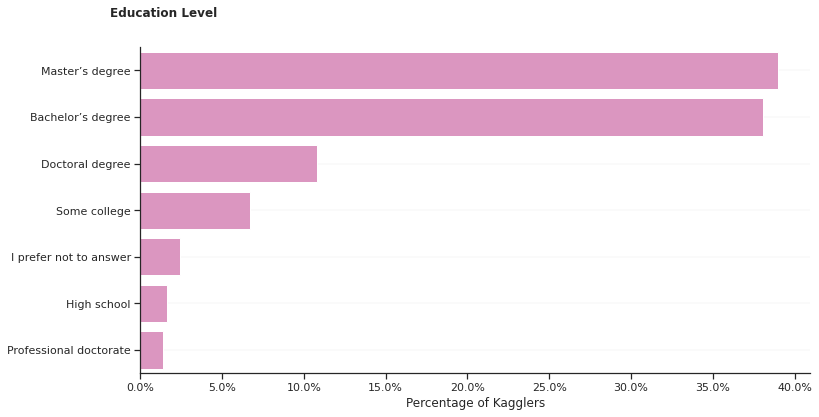 Education Level
Master’s degree
Bachelor’s degree
Doctoral degree
Some college
I prefer not to answer
High school
Professional doctorate
0.0% 5.0% 10.0% 15.0% 20.0% 25.0% 30.0% 35.0% 40.0%
Percentage of Kagglers